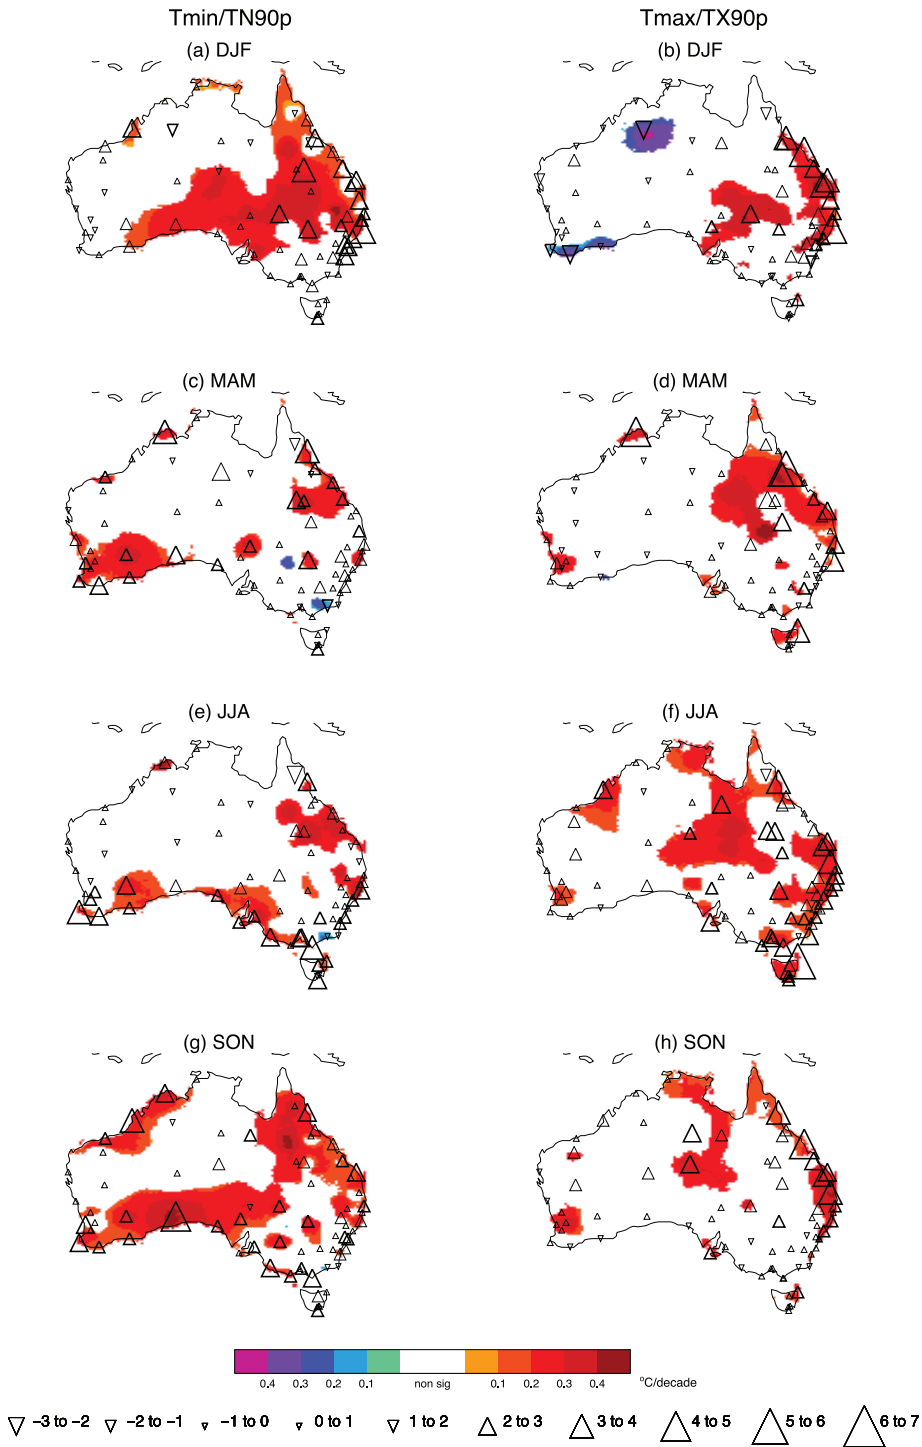 Tmin/TN90p
Tmax/TX90p
(a) DJF
(b) DJF
(c) MAM
(d) MAM
(e) JJA
(f) JJA
(g) SON
(h) SON
0.4 0.3 0.2 0.1 non sig 0.1 0.2 0.3 0.4 °C/decade
−3 to −2 −2 to −1 −1 to 0 0 to 1 1 to 2 2 to 3 3 to 4 4 to 5 5 to 6 6 to 7